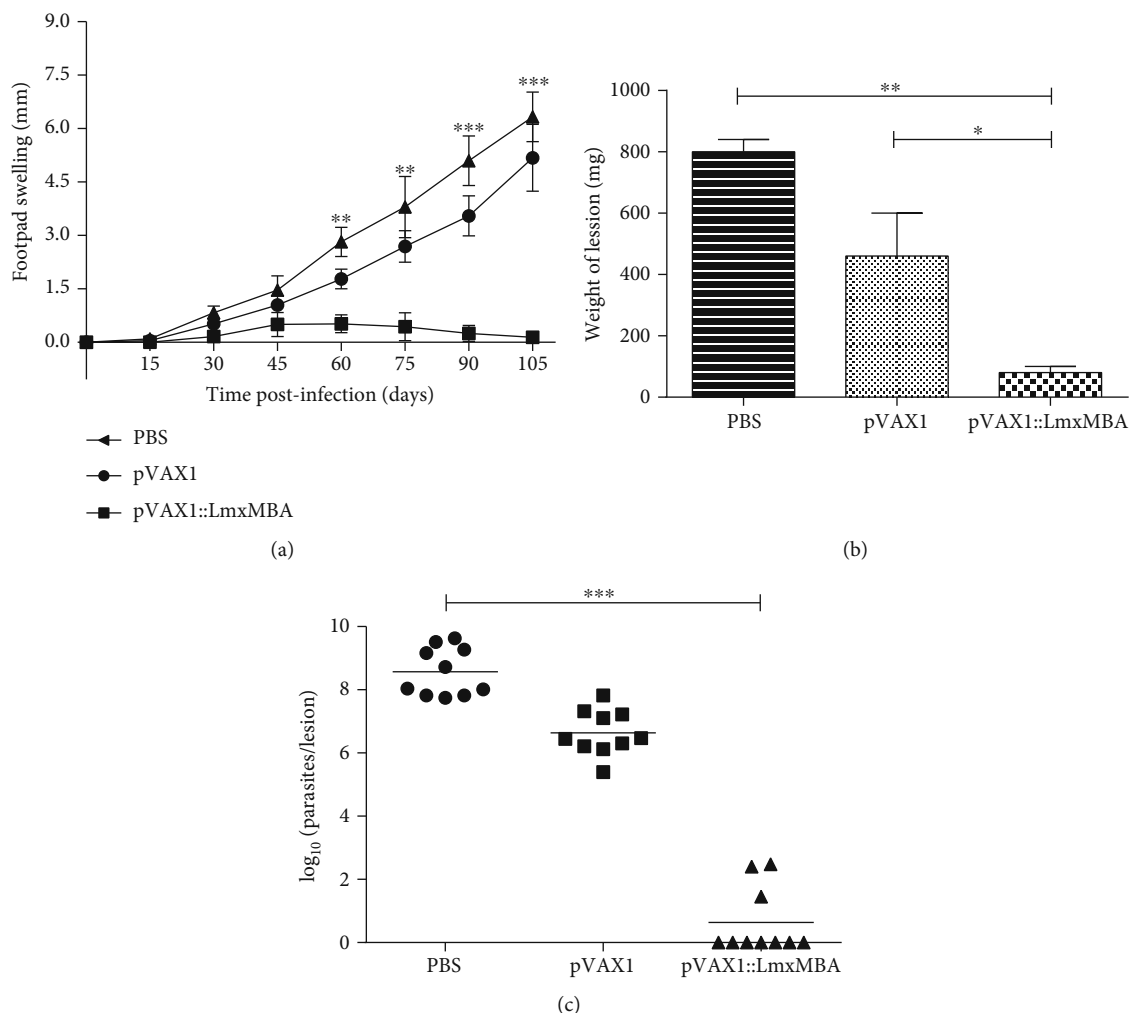 9.0
7.5
6.0
4.5
3.0
1.5
0.0
Footpad swelling (mm)
**
**
***
***
15 30 45 60 75 90 105
Time post-infection (days)
PBS
pVAX1
pVAX1::LmxMBA
(a)
1000
800
600
400
200
0
Weight of lession (mg)
**
*
PBS pVAX1 pVAX1::LmxMBA
(b)
***
10
8
6
4
2
0
log₁₀ (parasites/lesion)
PBS pVAX1 pVAX1::LmxMBA
(c)